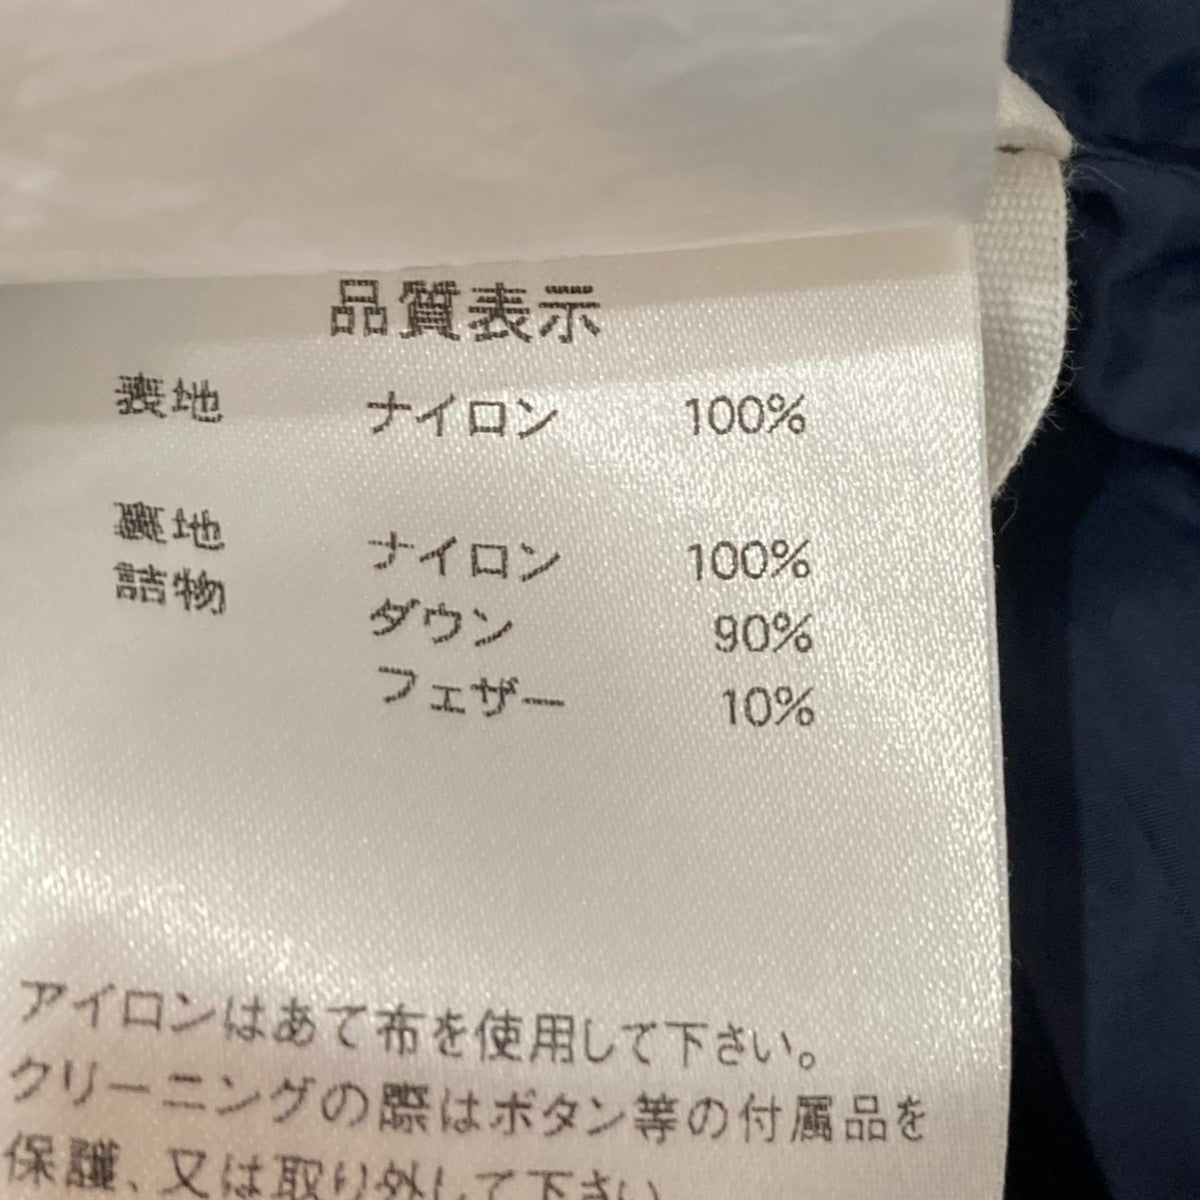 品質表示
表地 ナイロン 100%
裏地 ナイロン 100%
詰物 ダウン 90%
フェザー 10%
アイロンはあて布を使用して下さい。
クリーニングの際はボタン等の付属品を
保護、又は取り外して下さい